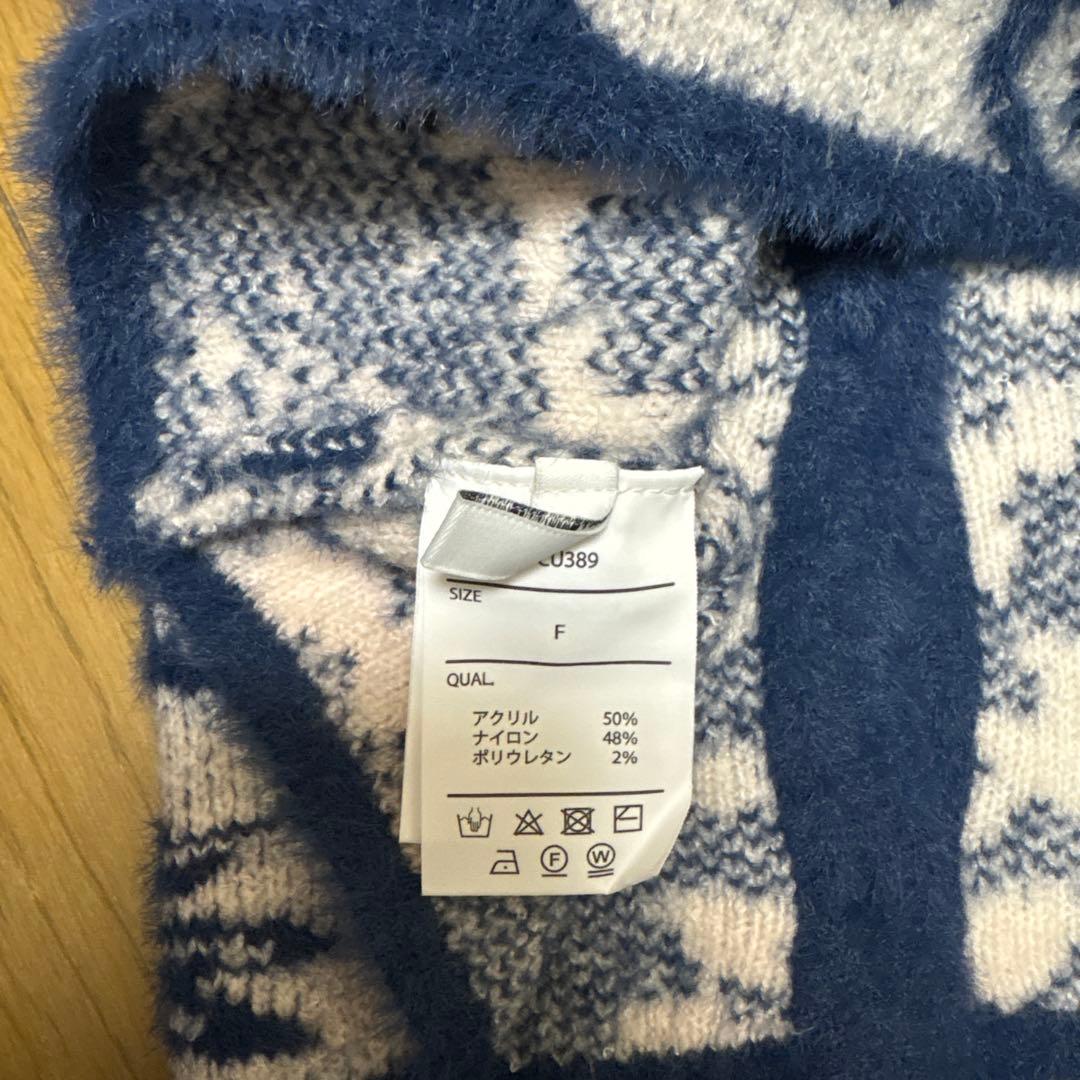 U389
SIZE
F
QUAL.
アクリル 50%
ナイロン 48%
ポリウレタン 2%
F W